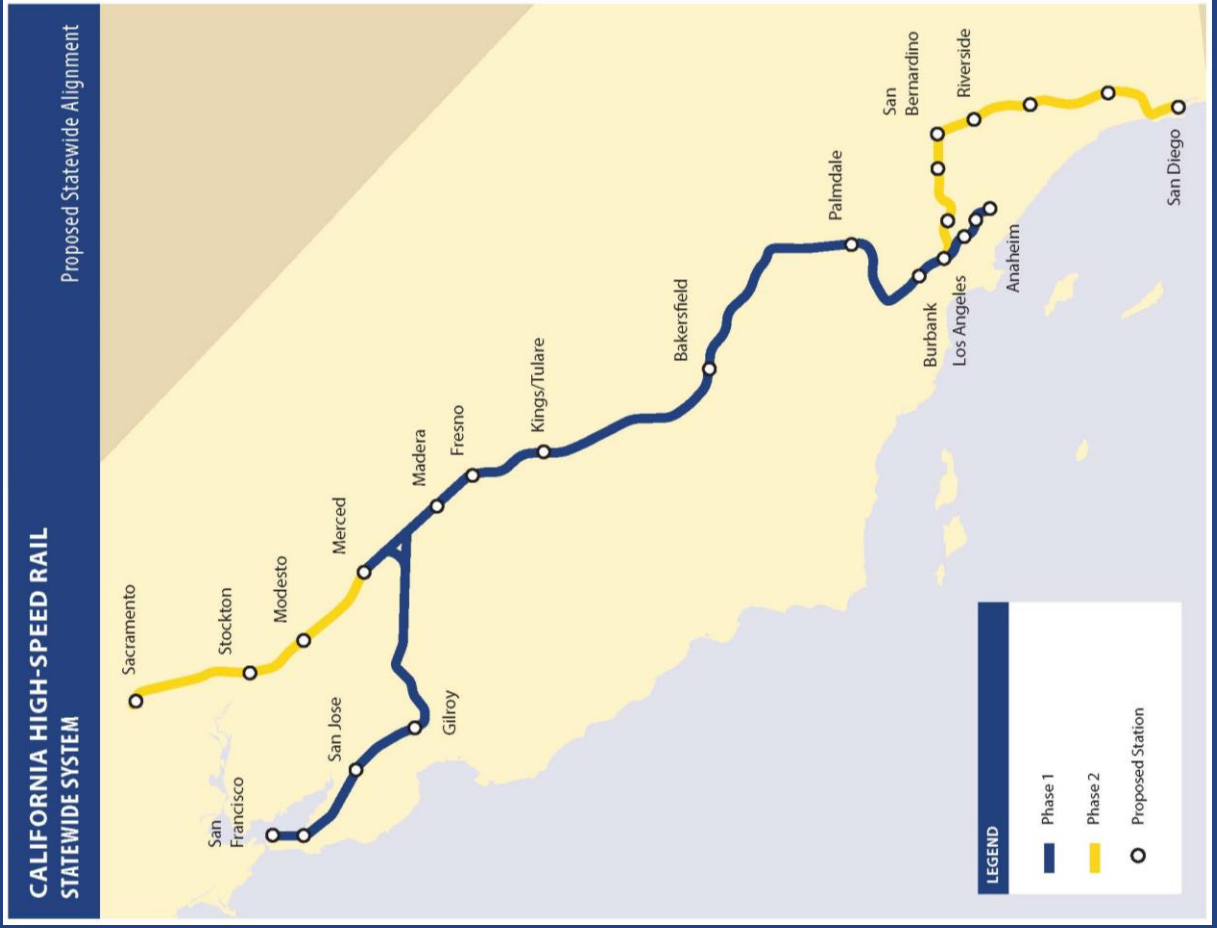 CALIFORNIA HIGH-SPEED RAIL
STATEWIDE SYSTEM
Proposed Statewide Alignment
Sacramento
Stockton
Modesto
Merced
San
Francisco
San Jose
Gilroy
Madera
Fresno
Kings/Tulare
Bakersfield
Palmdale
Burbank
Los Angeles
Anaheim
San
Bernardino
Riverside
San Diego
LEGEND
Phase 1
Phase 2
Proposed Station